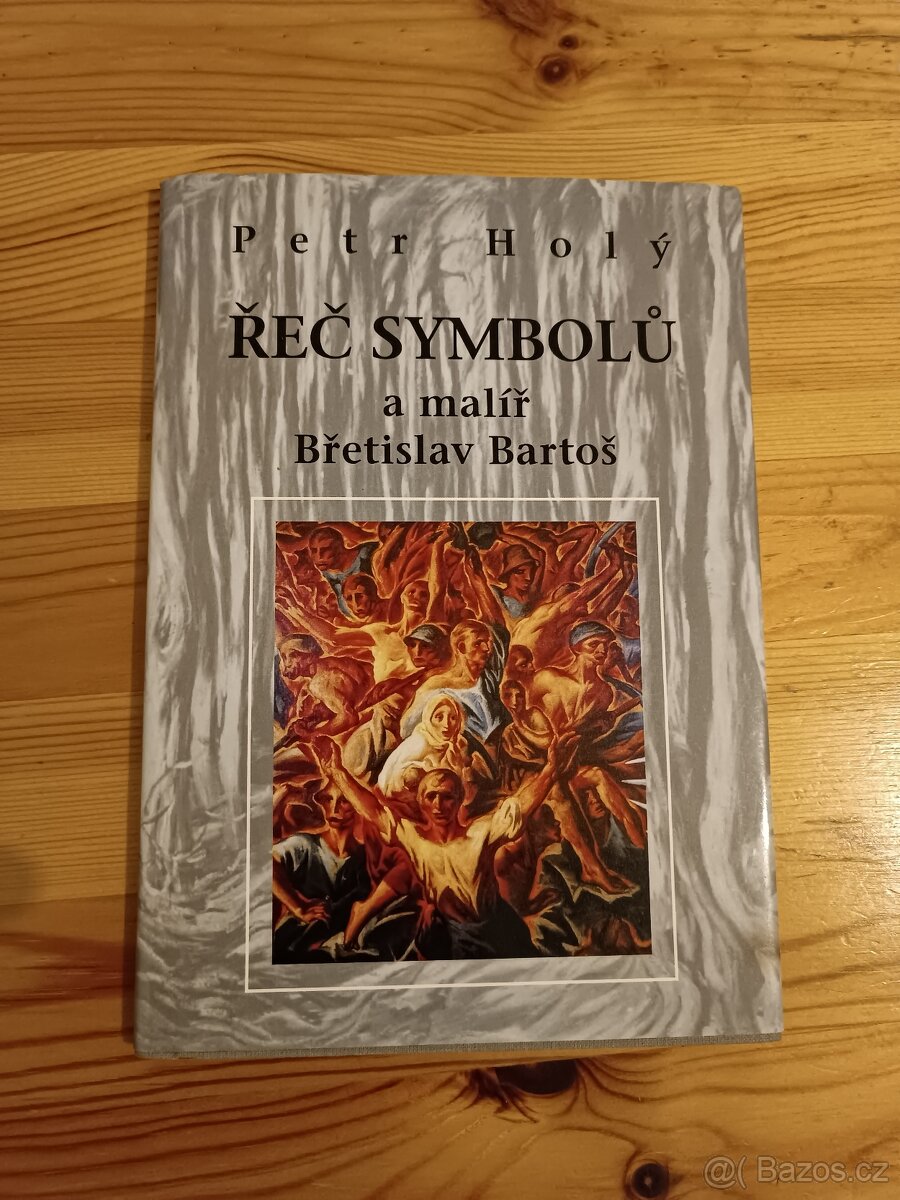 Petr Holý
ŘEČ SYMBOLŮ
a malíř
Břetislav Bartoš
@( Bazos.cz